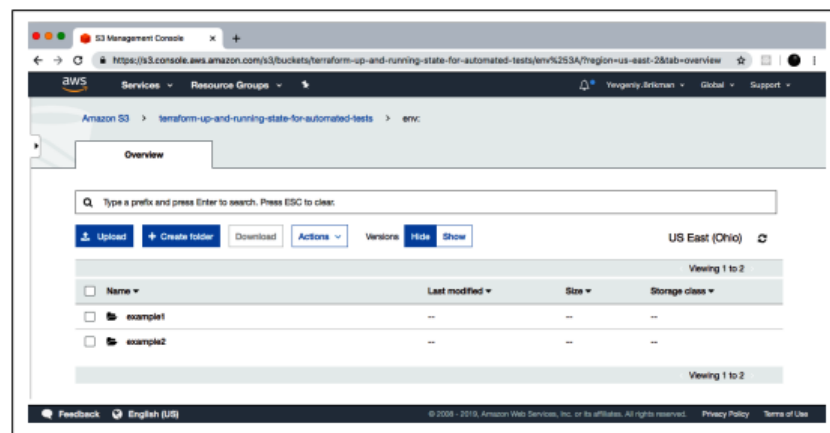 S3 Management Console
https://s3.console.aws.amazon.com/s3/buckets/terraform-up-and-running-state-for-automated-tests/env%253A/?region=us-east-2&tab=overview
aws Services Resource Groups Yevgeniy.Brikman Global Support
Amazon S3 > terraform-up-and-running-state-for-automated-tests > env:
Overview
Type a prefix and press Enter to search. Press ESC to clear.
Upload + Create folder Download Actions Versions Hide Show US East (Ohio)
Viewing 1 to 2
Name Last modified Size Storage class
example1 -- -- --
example2 -- -- --
Viewing 1 to 2
Feedback English (US) © 2008 - 2019, Amazon Web Services, Inc. or its affiliates. All rights reserved. Privacy Policy Terms of Use